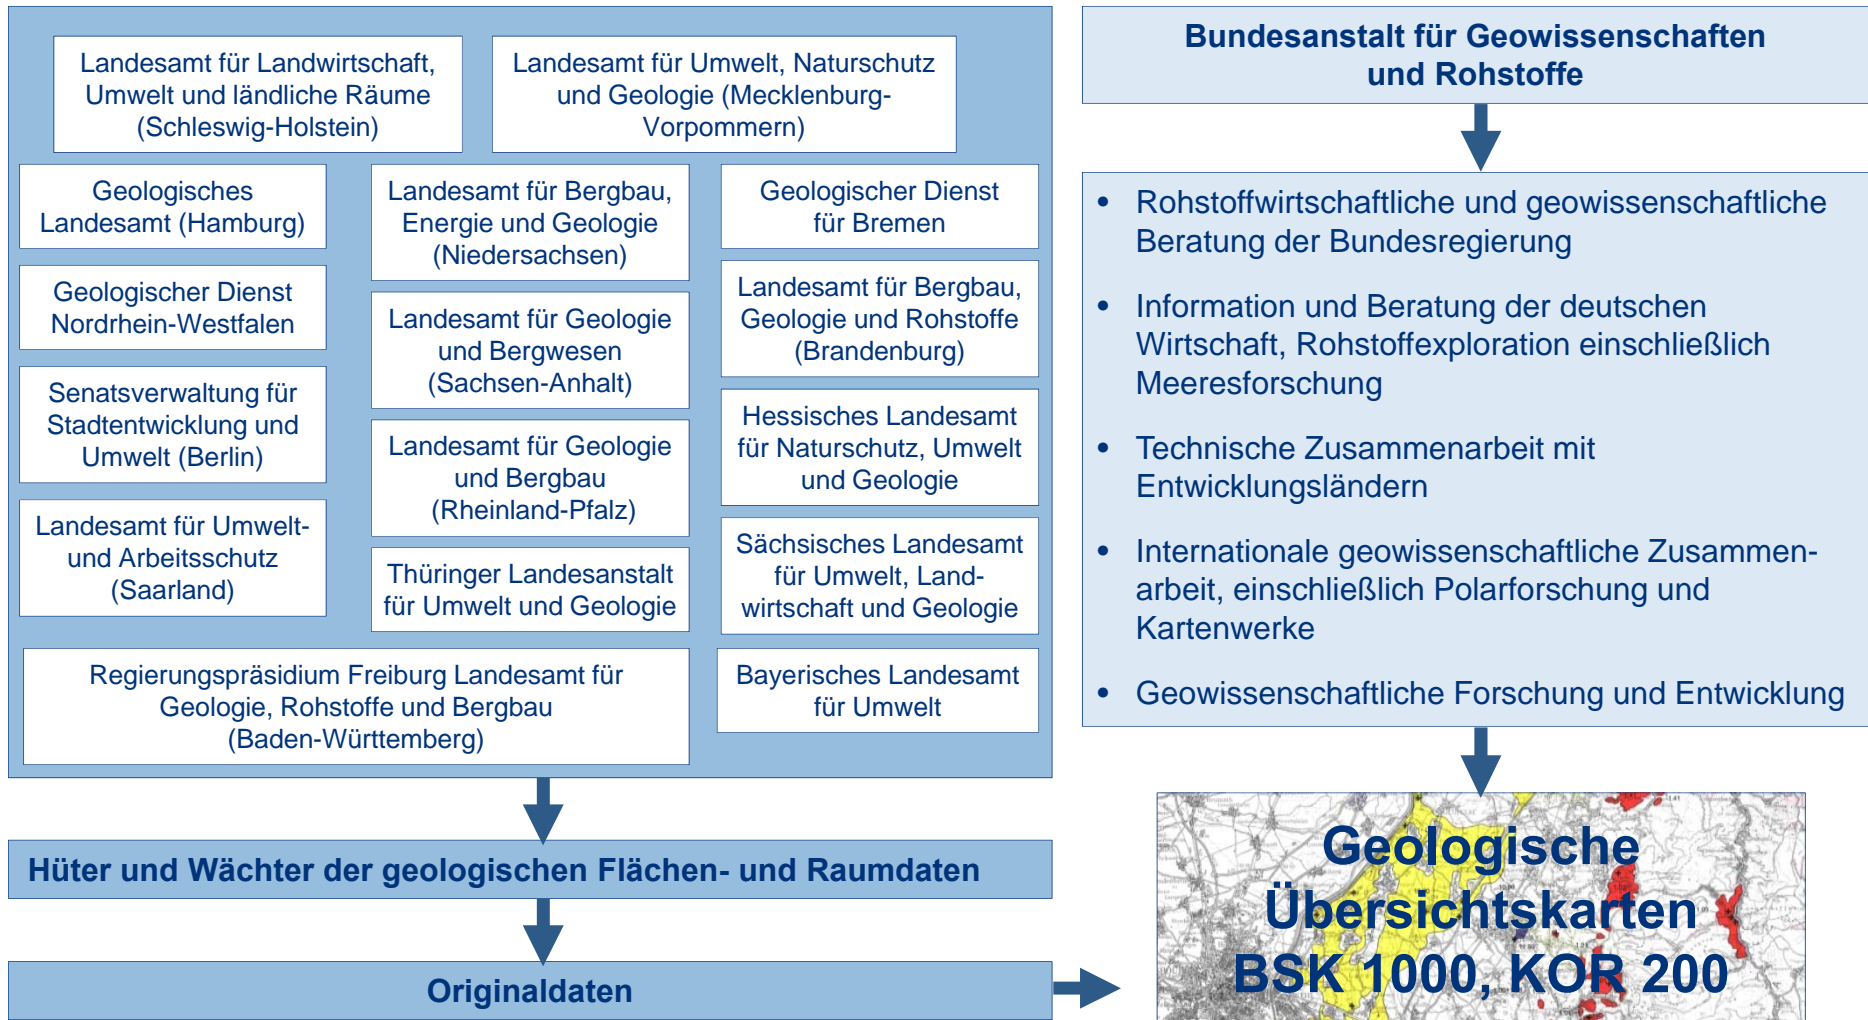 Landesamt für Landwirtschaft,
Umwelt und ländliche Räume
(Schleswig-Holstein)
Landesamt für Umwelt, Naturschutz
und Geologie (Mecklenburg-
Vorpommern)
Geologisches
Landesamt (Hamburg)
Geologischer Dienst
Nordrhein-Westfalen
Senatsverwaltung für
Stadtentwicklung und
Umwelt (Berlin)
Landesamt für Umwelt-
und Arbeitsschutz
(Saarland)
Landesamt für Bergbau,
Energie und Geologie
(Niedersachsen)
Landesamt für Geologie
und Bergwesen
(Sachsen-Anhalt)
Landesamt für Geologie
und Bergbau
(Rheinland-Pfalz)
Thüringer Landesanstalt
für Umwelt und Geologie
Geologischer Dienst
für Bremen
Landesamt für Bergbau,
Geologie und Rohstoffe
(Brandenburg)
Hessisches Landesamt
für Naturschutz, Umwelt
und Geologie
Sächsisches Landesamt
für Umwelt, Land-
wirtschaft und Geologie
Regierungspräsidium Freiburg Landesamt für
Geologie, Rohstoffe und Bergbau
(Baden-Württemberg)
Bayerisches Landesamt
für Umwelt
Hüter und Wächter der geologischen Flächen- und Raumdaten
Originaldaten
Bundesanstalt für Geowissenschaften
und Rohstoffe
• Rohstoffwirtschaftliche und geowissenschaftliche
Beratung der Bundesregierung
• Information und Beratung der deutschen
Wirtschaft, Rohstoffexploration einschließlich
Meeresforschung
• Technische Zusammenarbeit mit
Entwicklungsländern
• Internationale geowissenschaftliche Zusammen-
arbeit, einschließlich Polarforschung und
Kartenwerke
• Geowissenschaftliche Forschung und Entwicklung
Geologische
Übersichtskarten
BSK 1000, KOR 200